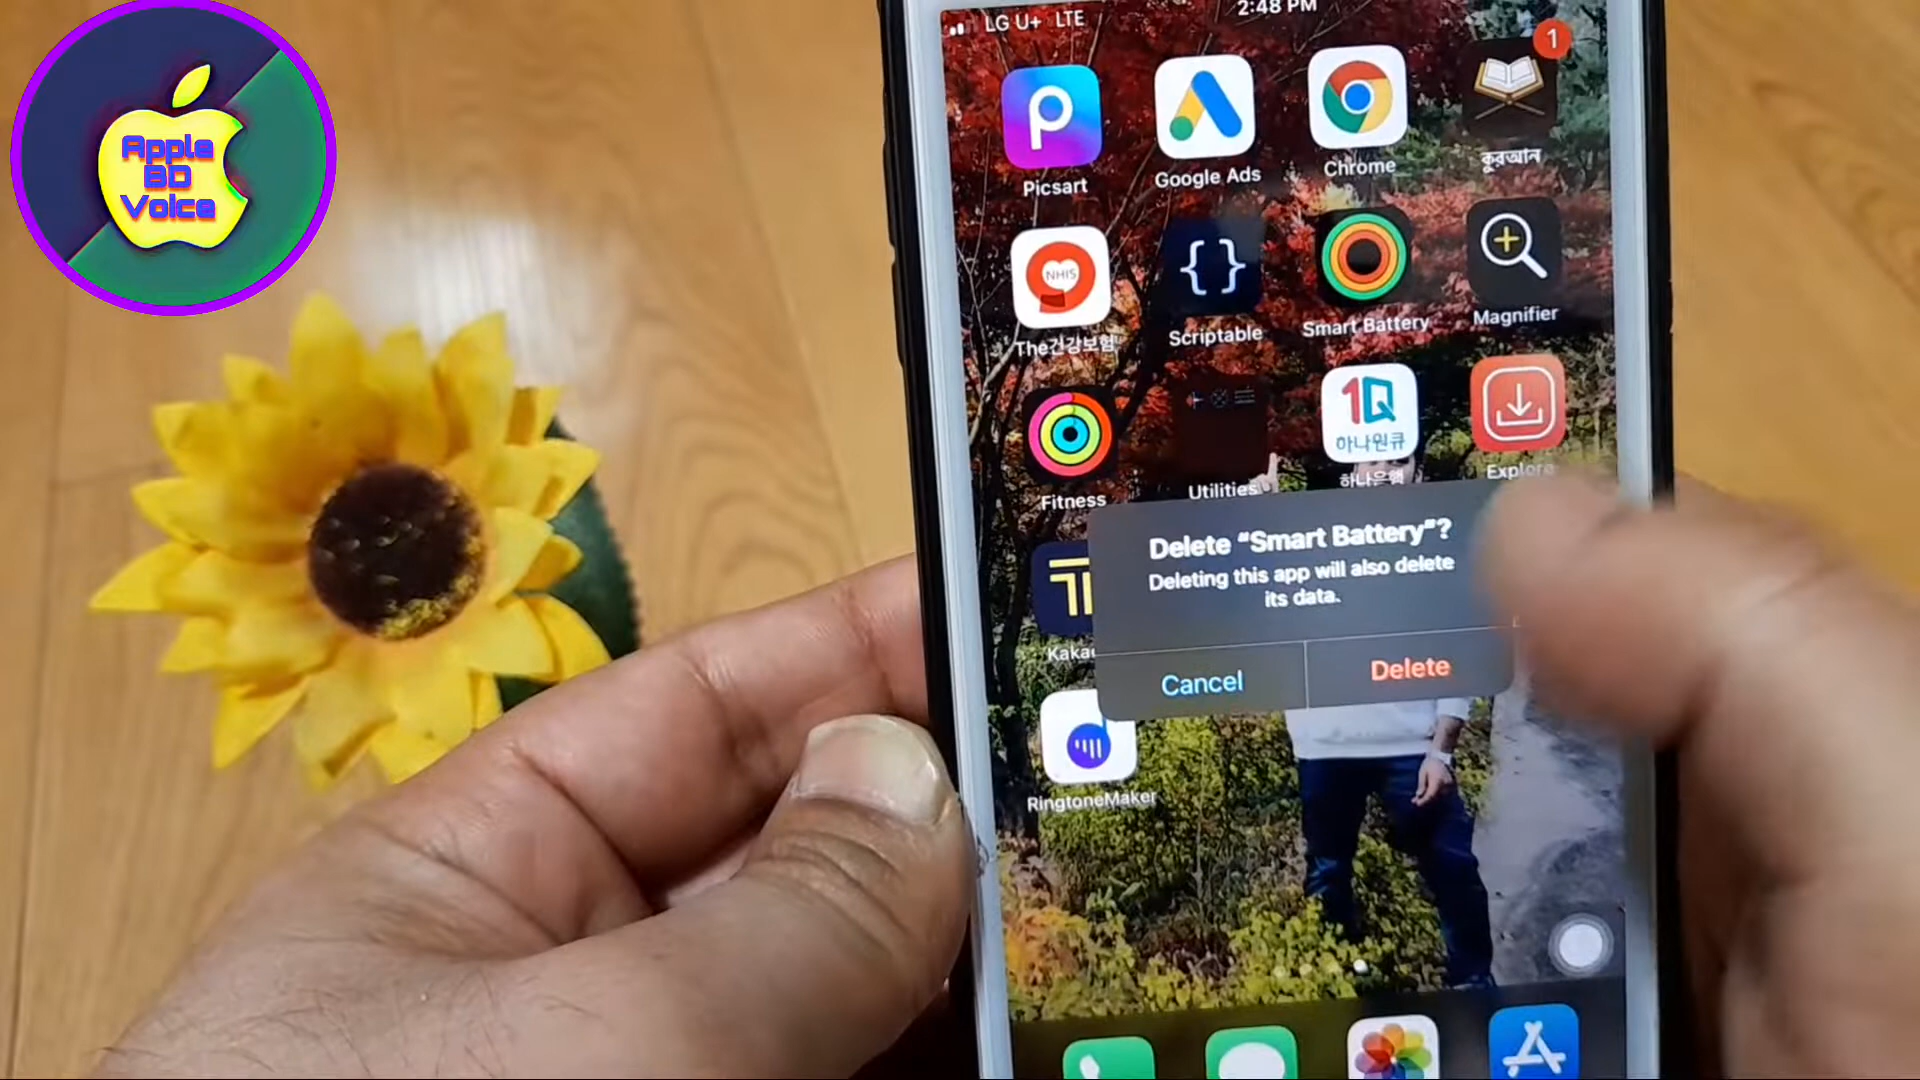 Apple
BD
Voice
LG U+ LTE
2:48 PM
1
Picsart
Google Ads
Chrome
কুরআন
NHIS
The건강보험
Scriptable
Smart Battery
Magnifier
1Q
하나원큐
Fitness
Utilities
하나은행
Explore
Delete “Smart Battery”?
Deleting this app will also delete
its data.
Cancel
Delete
RingtoneMaker